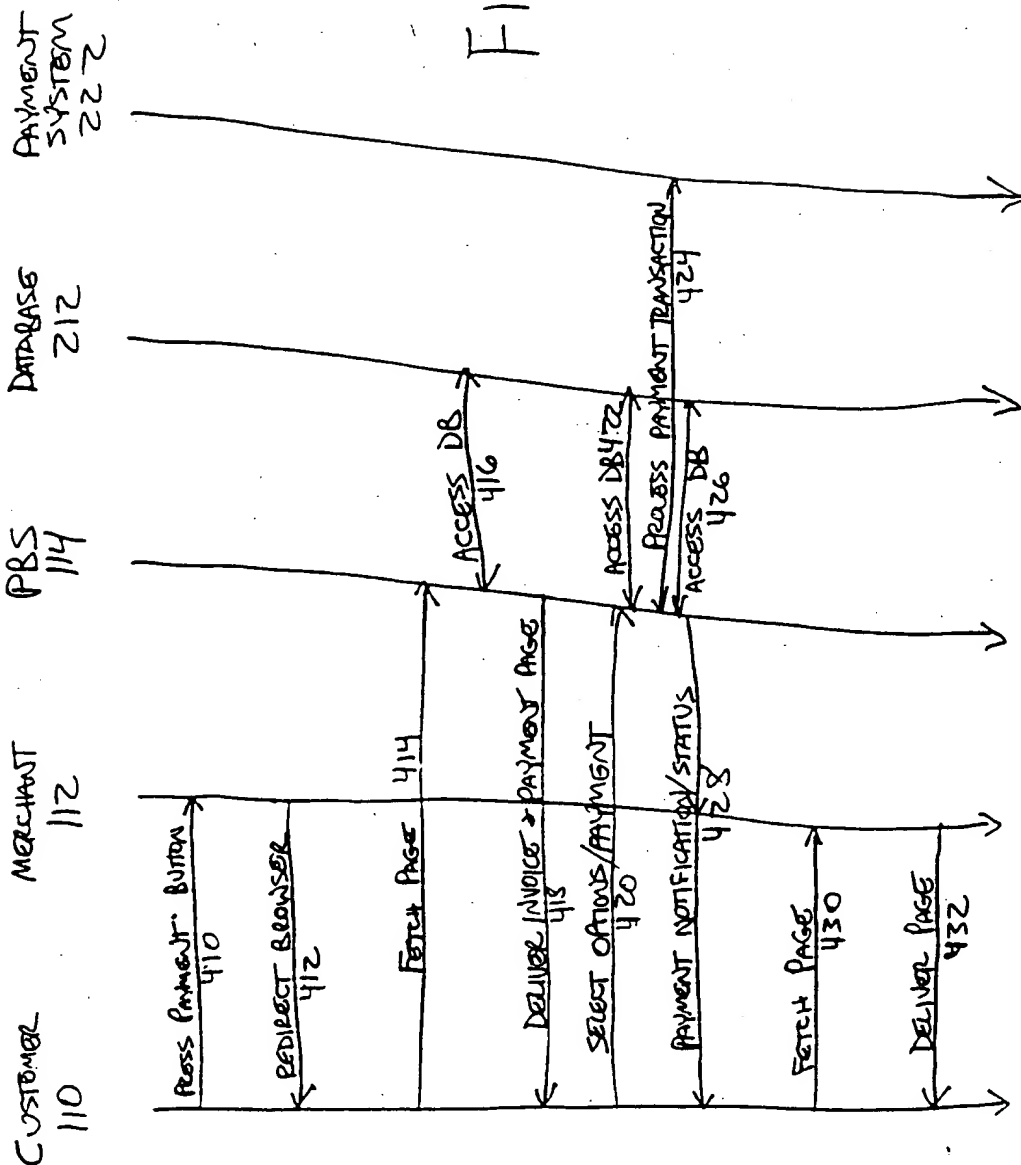 CUSTOMER
110
MERCHANT
112
PBS
114
DATABASE
212
PAYMENT
SYSTEM
222
PRESS PAYMENT BUTTON
410
REDIRECT BROWSER
412
FETCH PAGE 414
ACCESS DB
416
DELIVER INVOICE & PAYMENT PAGE
418
SELECT OPTIONS/PAYMENT
420
ACCESS DB 422
PROCESS PAYMENT TRANSACTION
424
ACCESS DB
426
PAYMENT NOTIFICATION/STATUS
428
FETCH PAGE
430
DELIVER PAGE
432
FI